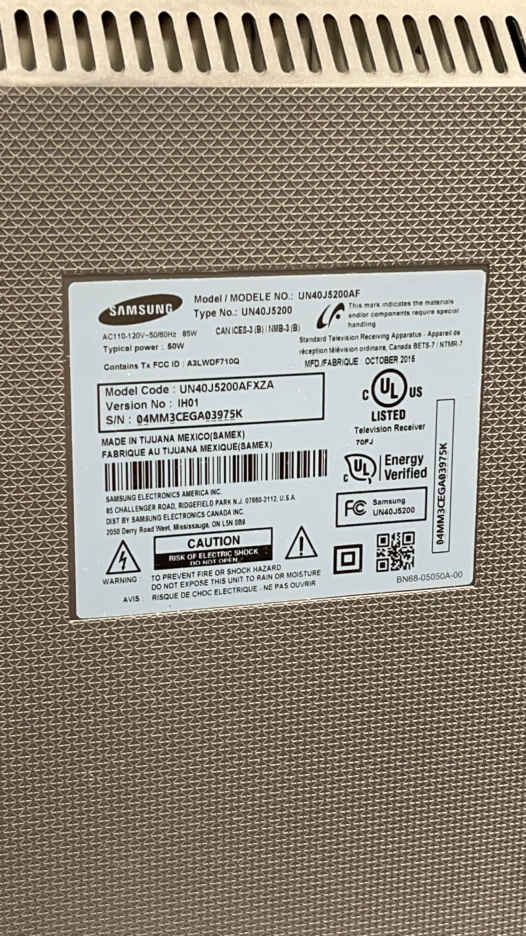 SAMSUNG
Model / MODELE NO.: UN40J5200AF
Type No.: UN40J5200
This mark indicates the materials
and/or components require special
handling
AC110-120V~50/60Hz 85W
CAN ICES-3 (B) / NMB-3 (B)
Typical power : 50W
Standard Television Receiving Apparatus - Appareil de
réception télévision ordinaire, Canada BETS-7 / NTMR-7
Contains Tx FCC ID : A3LWDF710Q
MFD./FABRIQUE : OCTOBER 2015
Model Code : UN40J5200AFXZA
Version No : IH01
S/N : 04MM3CEGA03975K
C UL US
LISTED
Television Receiver
70PJ
MADE IN TIJUANA MEXICO(SAMEX)
FABRIQUE AU TIJUANA MEXIQUE(SAMEX)
UL Energy
Verified
SAMSUNG ELECTRONICS AMERICA INC.
85 CHALLENGER ROAD, RIDGEFIELD PARK N.J. 07660-2112, U.S.A
DIST BY SAMSUNG ELECTRONICS CANADA INC.
2050 Derry Road West, Mississauga, ON L5N 0B9
FC Samsung
UN40J5200
04MM3CEGA03975K
CAUTION
RISK OF ELECTRIC SHOCK
DO NOT OPEN
WARNING : TO PREVENT FIRE OR SHOCK HAZARD
DO NOT EXPOSE THIS UNIT TO RAIN OR MOISTURE
AVIS : RISQUE DE CHOC ELECTRIQUE - NE PAS OUVRIR
BN68-05050A-00